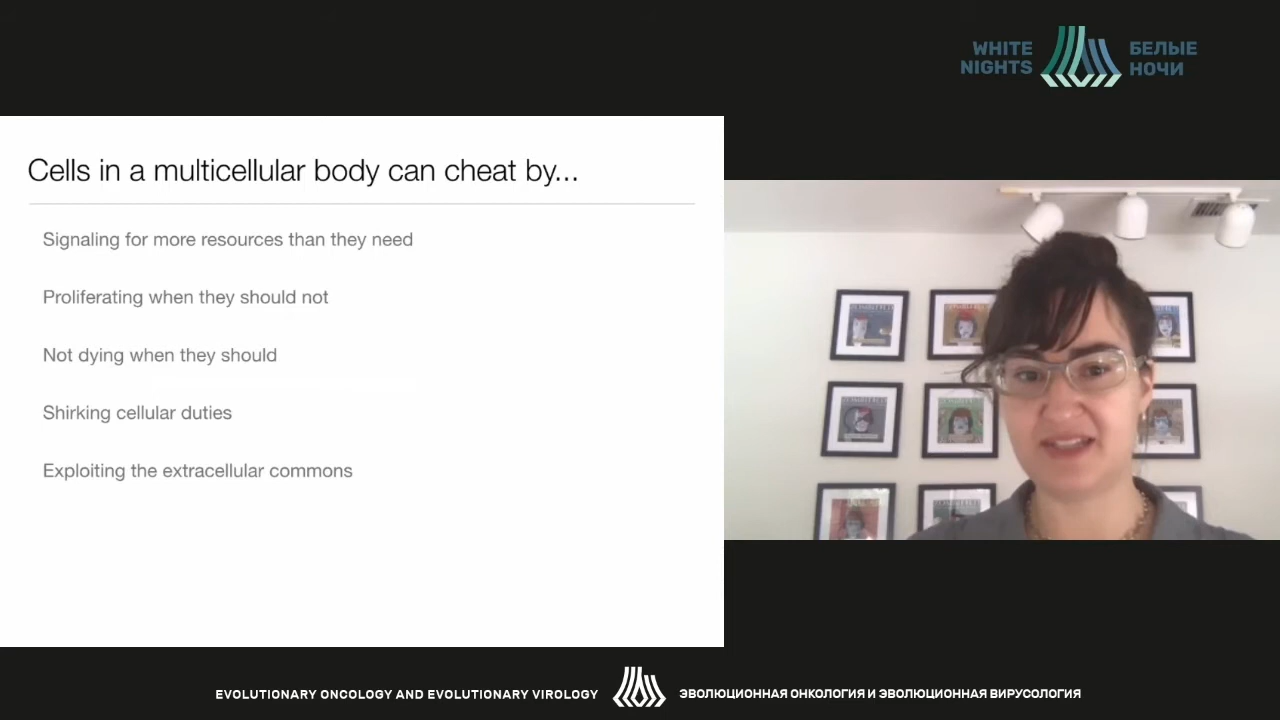 WHITE
NIGHTS
БЕЛЫЕ
НОЧИ
Cells in a multicellular body can cheat by...
Signaling for more resources than they need
Proliferating when they should not
Not dying when they should
Shirking cellular duties
Exploiting the extracellular commons
EVOLUTIONARY ONCOLOGY AND EVOLUTIONARY VIROLOGY
ЭВОЛЮЦИОННАЯ ОНКОЛОГИЯ И ЭВОЛЮЦИОННАЯ ВИРУСОЛОГИЯ